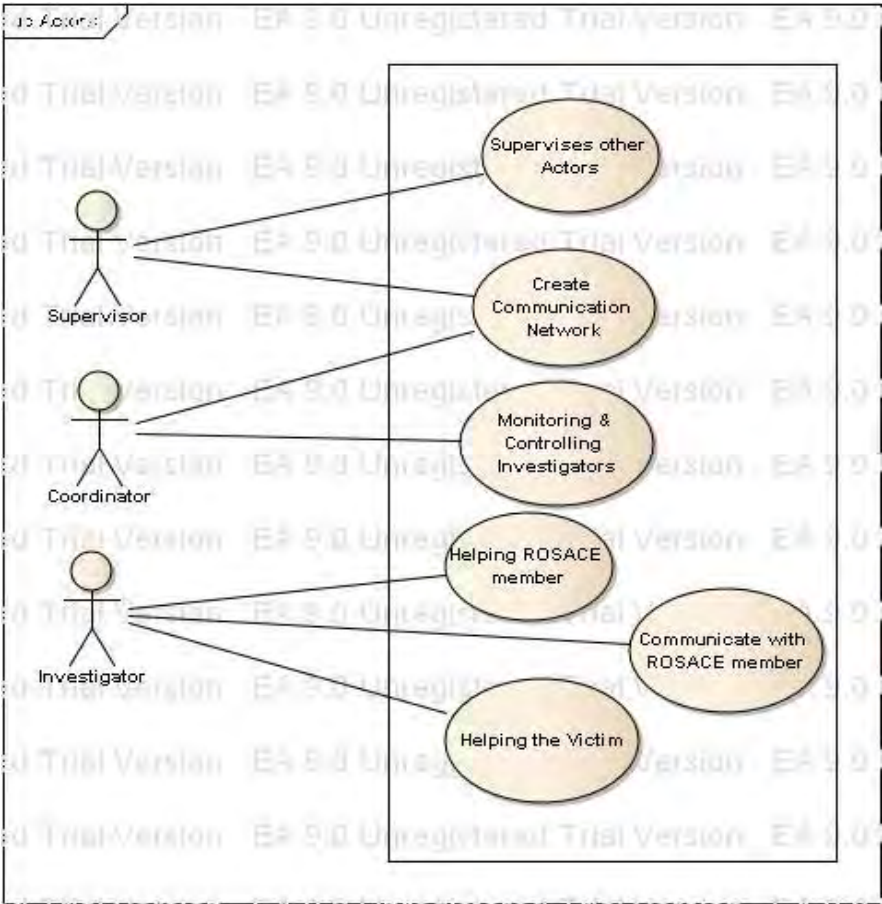 uc Actors
Supervises other
Actors
Supervisor
Create
Communication
Network
Coordinator
Monitoring &
Controlling
Investigators
Investigator
Helping ROSACE
member
Communicate with
ROSACE member
Helping the Victim
EA 9.0 Unregistered Trial Version